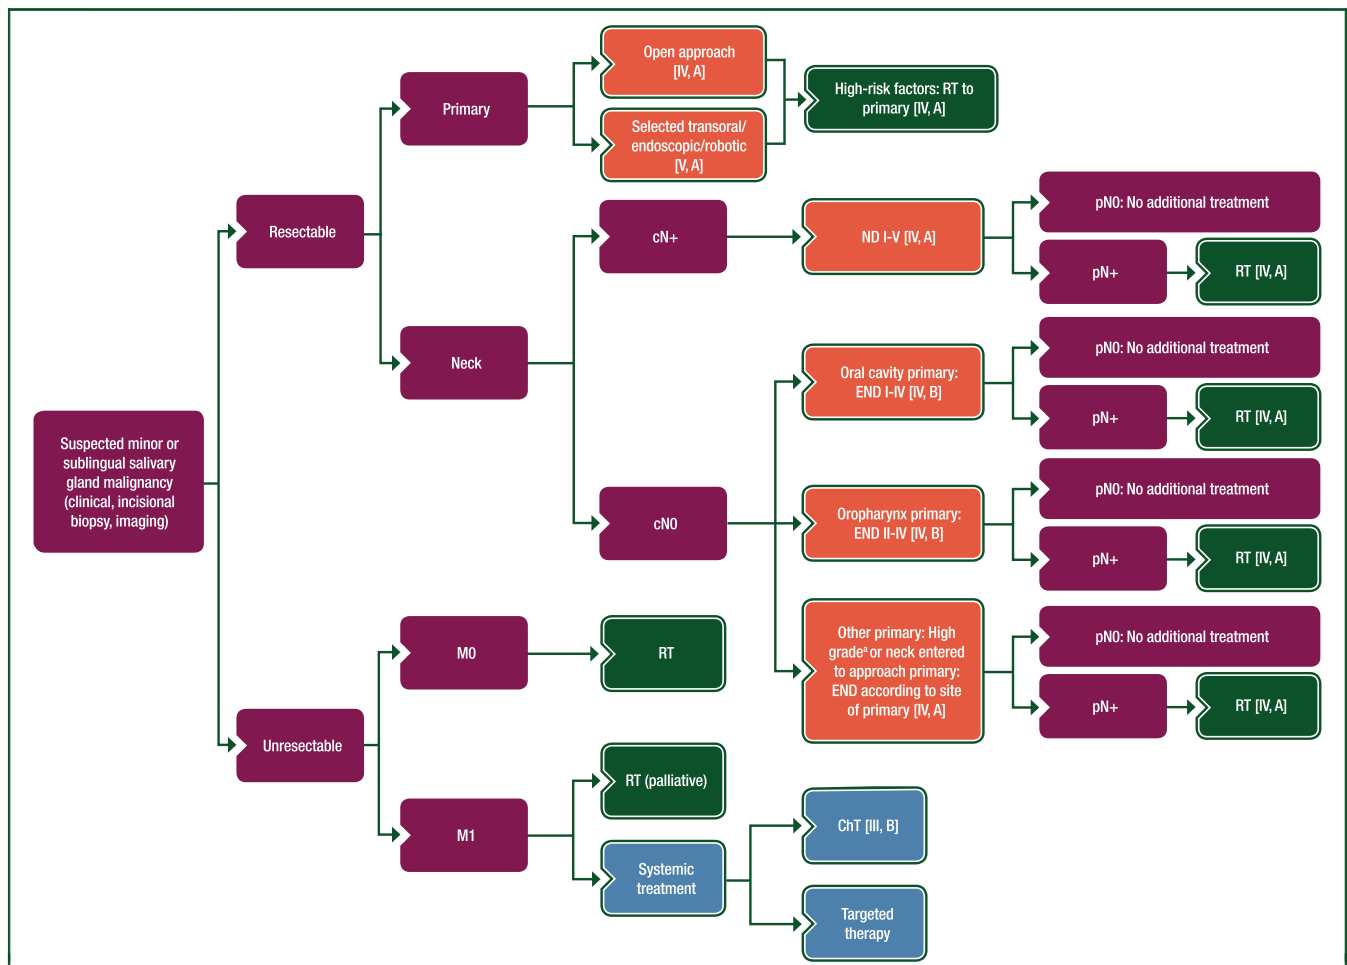 Suspected minor or
sublingual salivary
gland malignancy
(clinical, incisional
biopsy, imaging)
Resectable
Primary
Open approach
[IV, A]
Selected transoral/
endoscopic/robotic
[V, A]
High-risk factors: RT to
primary [IV, A]
Neck
cN+
ND I-V [IV, A]
pN0: No additional treatment
pN+
RT [IV, A]
cN0
Oral cavity primary:
END I-IV [IV, B]
pN0: No additional treatment
pN+
RT [IV, A]
Oropharynx primary:
END II-IV [IV, B]
pN0: No additional treatment
pN+
RT [IV, A]
Other primary: High
gradeª or neck entered
to approach primary:
END according to site
of primary [IV, A]
pN0: No additional treatment
pN+
RT [IV, A]
Unresectable
M0
RT
M1
RT (palliative)
Systemic
treatment
ChT [III, B]
Targeted
therapy